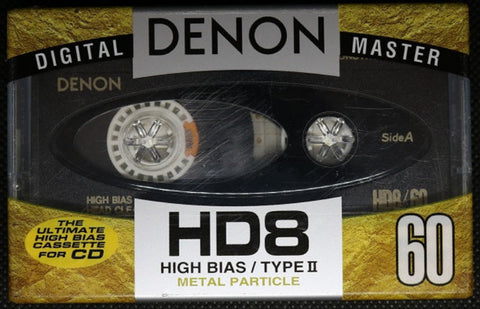 DIGITAL DENON MASTER
DENON
Side A
HIGH BIAS
HD8/60
THE
ULTIMATE
HIGH BIAS
CASSETTE
FOR CD
HD8
HIGH BIAS / TYPE II
METAL PARTICLE
60